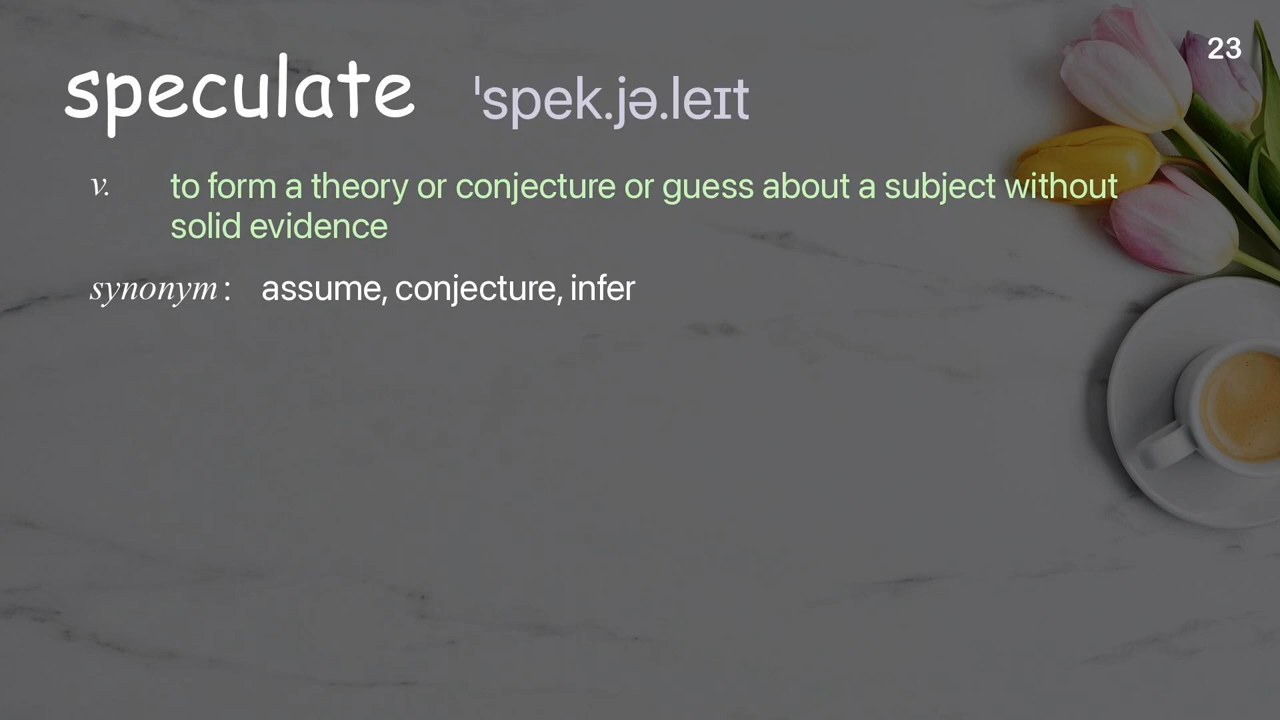 23
speculate ˈspek.jə.leɪt
v. to form a theory or conjecture or guess about a subject without
solid evidence
synonym : assume, conjecture, infer